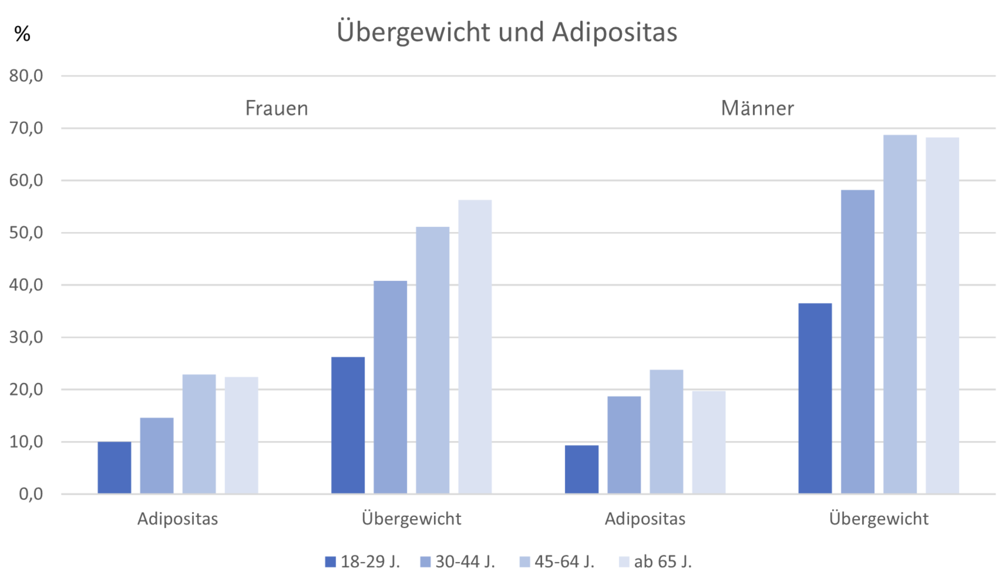 %
Übergewicht und Adipositas
80,0
Frauen Männer
70,0
60,0
50,0
40,0
30,0
20,0
10,0
0,0
Adipositas Übergewicht Adipositas Übergewicht
18-29 J. 30-44 J. 45-64 J. ab 65 J.